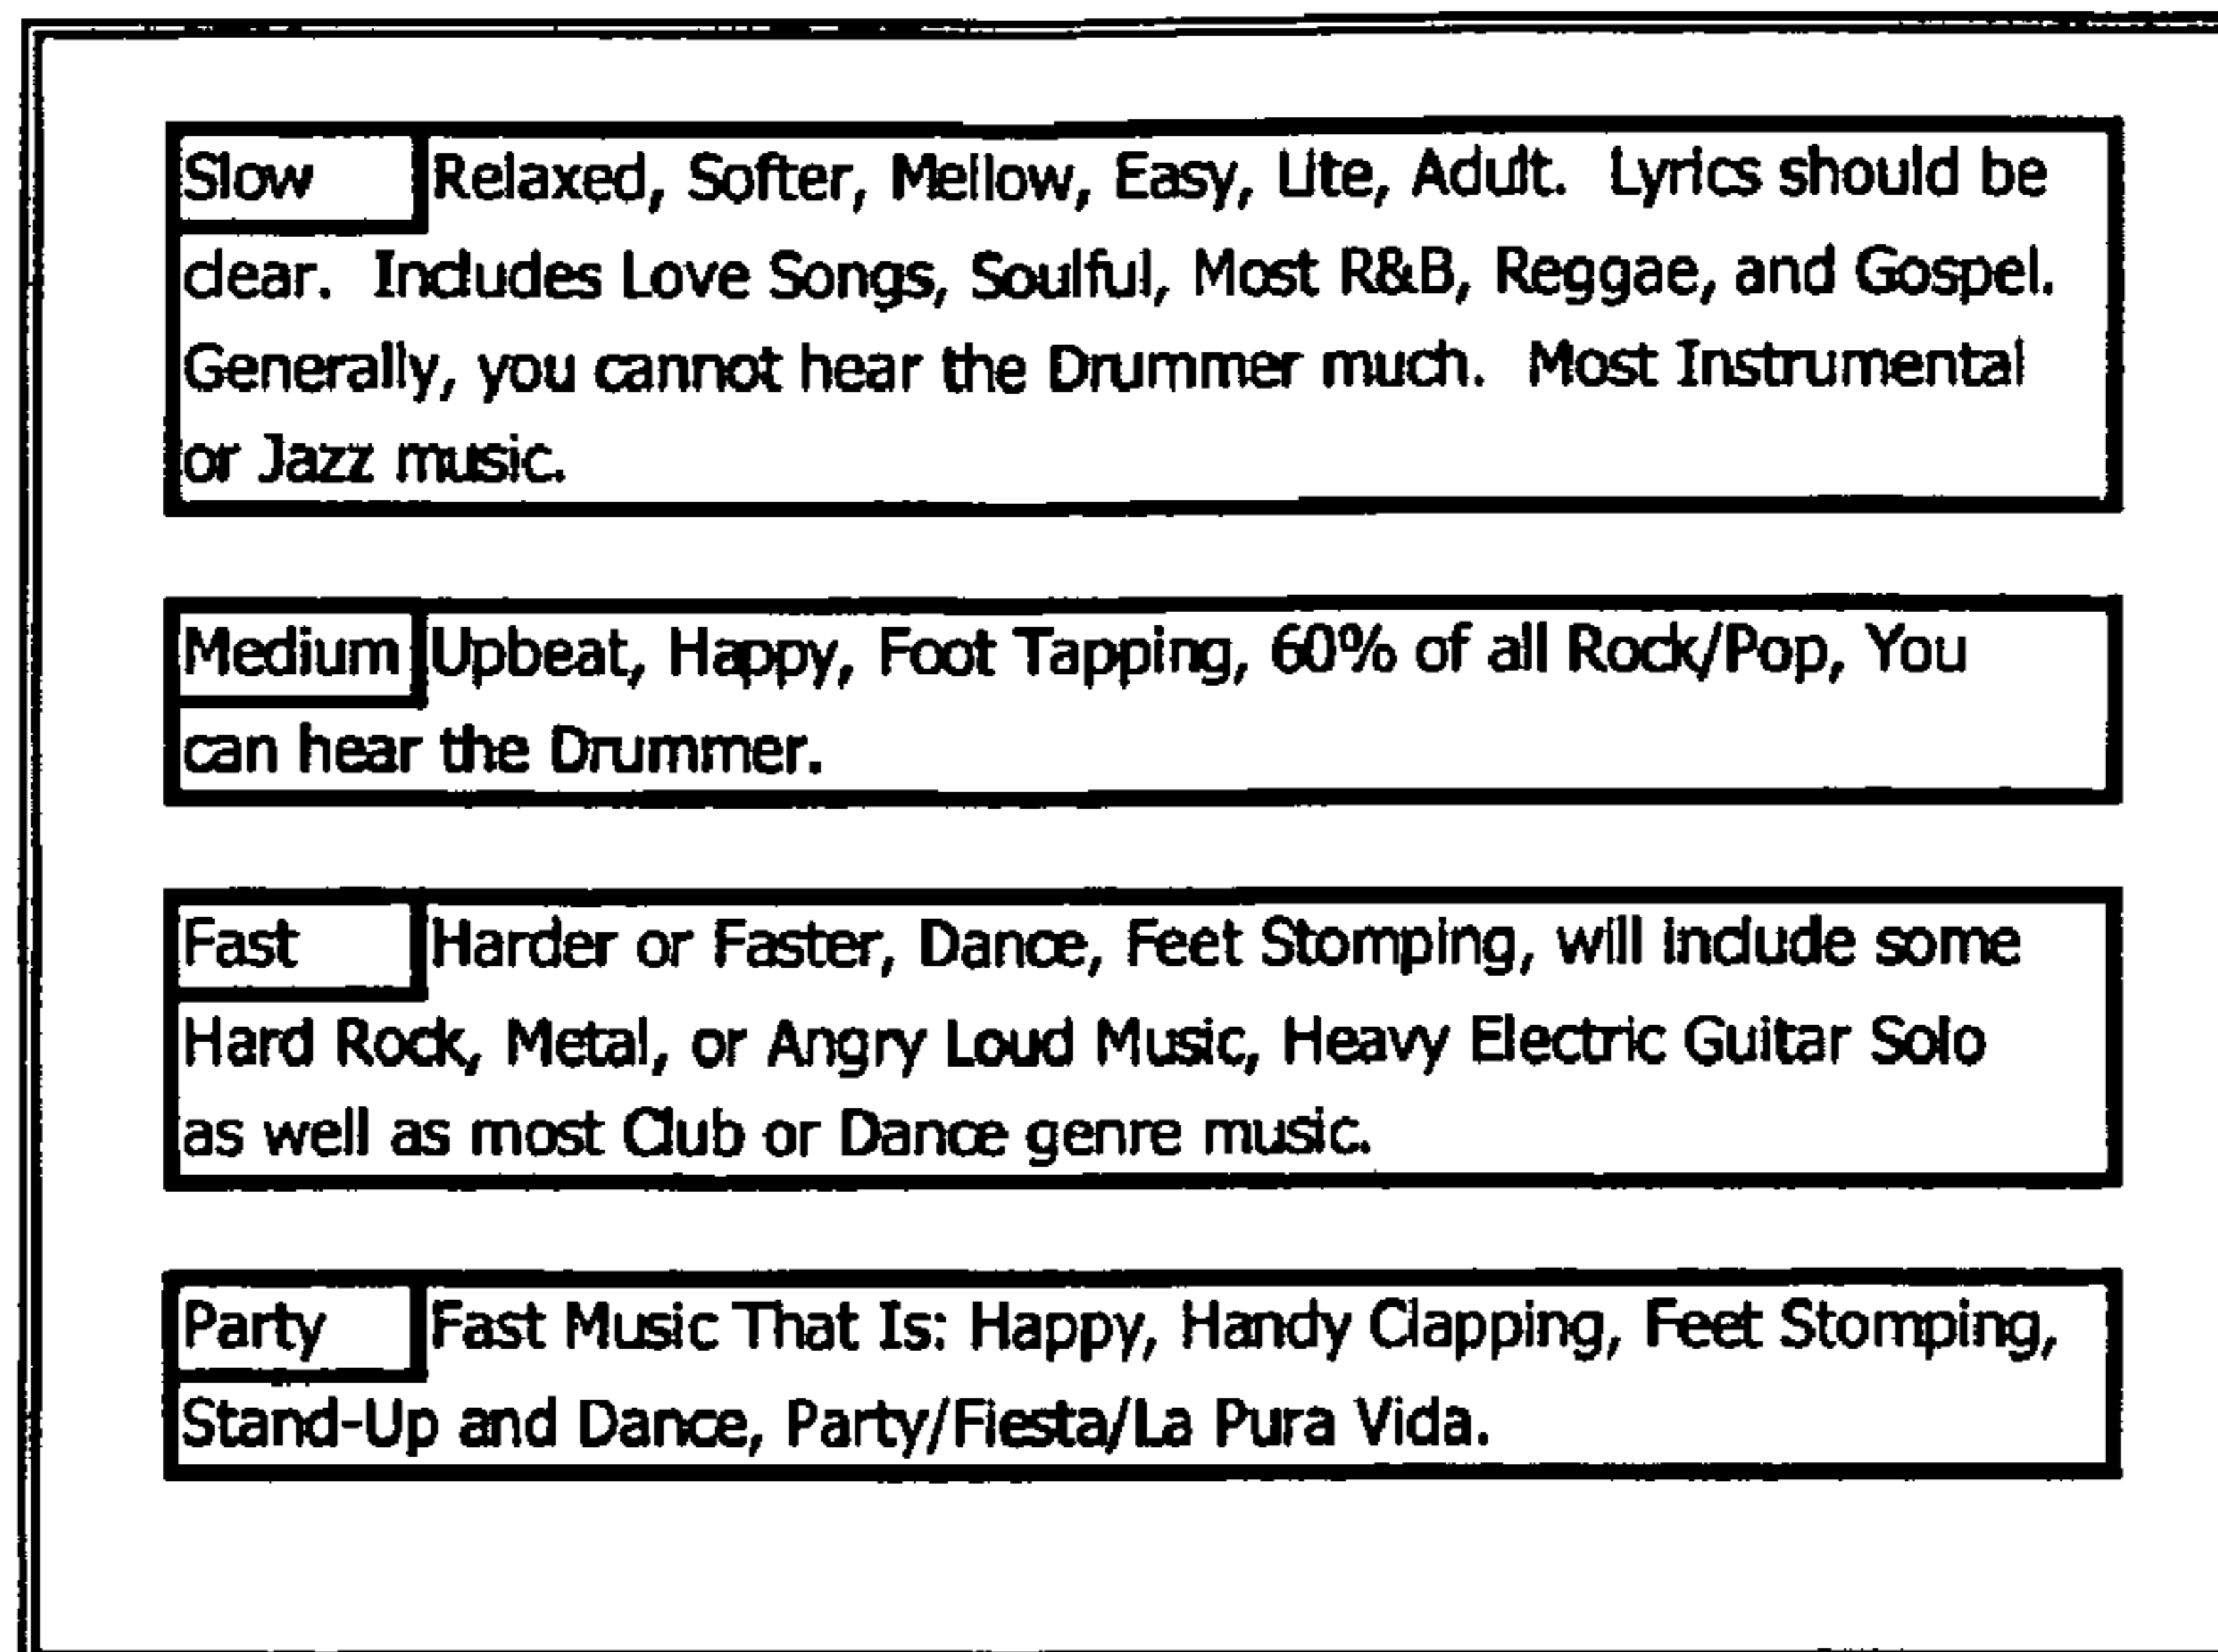 Slow Relaxed, Softer, Mellow, Easy, Lite, Adult. Lyrics should be
clear. Includes Love Songs, Soulful, Most R&B, Reggae, and Gospel.
Generally, you cannot hear the Drummer much. Most Instrumental
or Jazz music.
Medium Upbeat, Happy, Foot Tapping, 60% of all Rock/Pop, You
can hear the Drummer.
Fast Harder or Faster, Dance, Feet Stomping, will include some
Hard Rock, Metal, or Angry Loud Music, Heavy Electric Guitar Solo
as well as most Club or Dance genre music.
Party Fast Music That Is: Happy, Handy Clapping, Feet Stomping,
Stand-Up and Dance, Party/Fiesta/La Pura Vida.